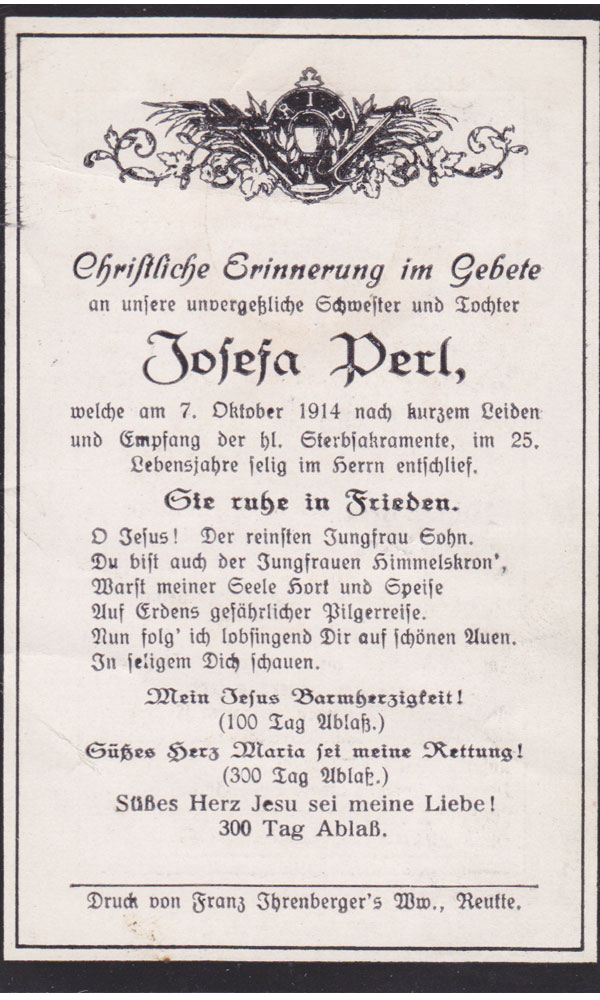 R I P
Christliche Erinnerung im Gebete
an unsere unvergeßliche Schwester und Tochter
Josefa Perl,
welche am 7. Oktober 1914 nach kurzem Leiden
und Empfang der hl. Sterbsakramente, im 25.
Lebensjahre selig im Herrn entschlief.
Sie ruhe in Frieden.
O Jesus! Der reinsten Jungfrau Sohn.
Du bist auch der Jungfrauen Himmelskron',
Warst meiner Seele Hort und Speise
Auf Erdens gefährlicher Pilgerreise.
Nun folg' ich lobsingend Dir auf schönen Auen.
In seligem Dich schauen.
Mein Jesus Barmherzigkeit!
(100 Tag Ablaß.)
Süßes Herz Maria sei meine Rettung!
(300 Tag Ablaß.)
Süßes Herz Jesu sei meine Liebe!
300 Tag Ablaß.
Druck von Franz Ihrenberger's Ww., Reutte.